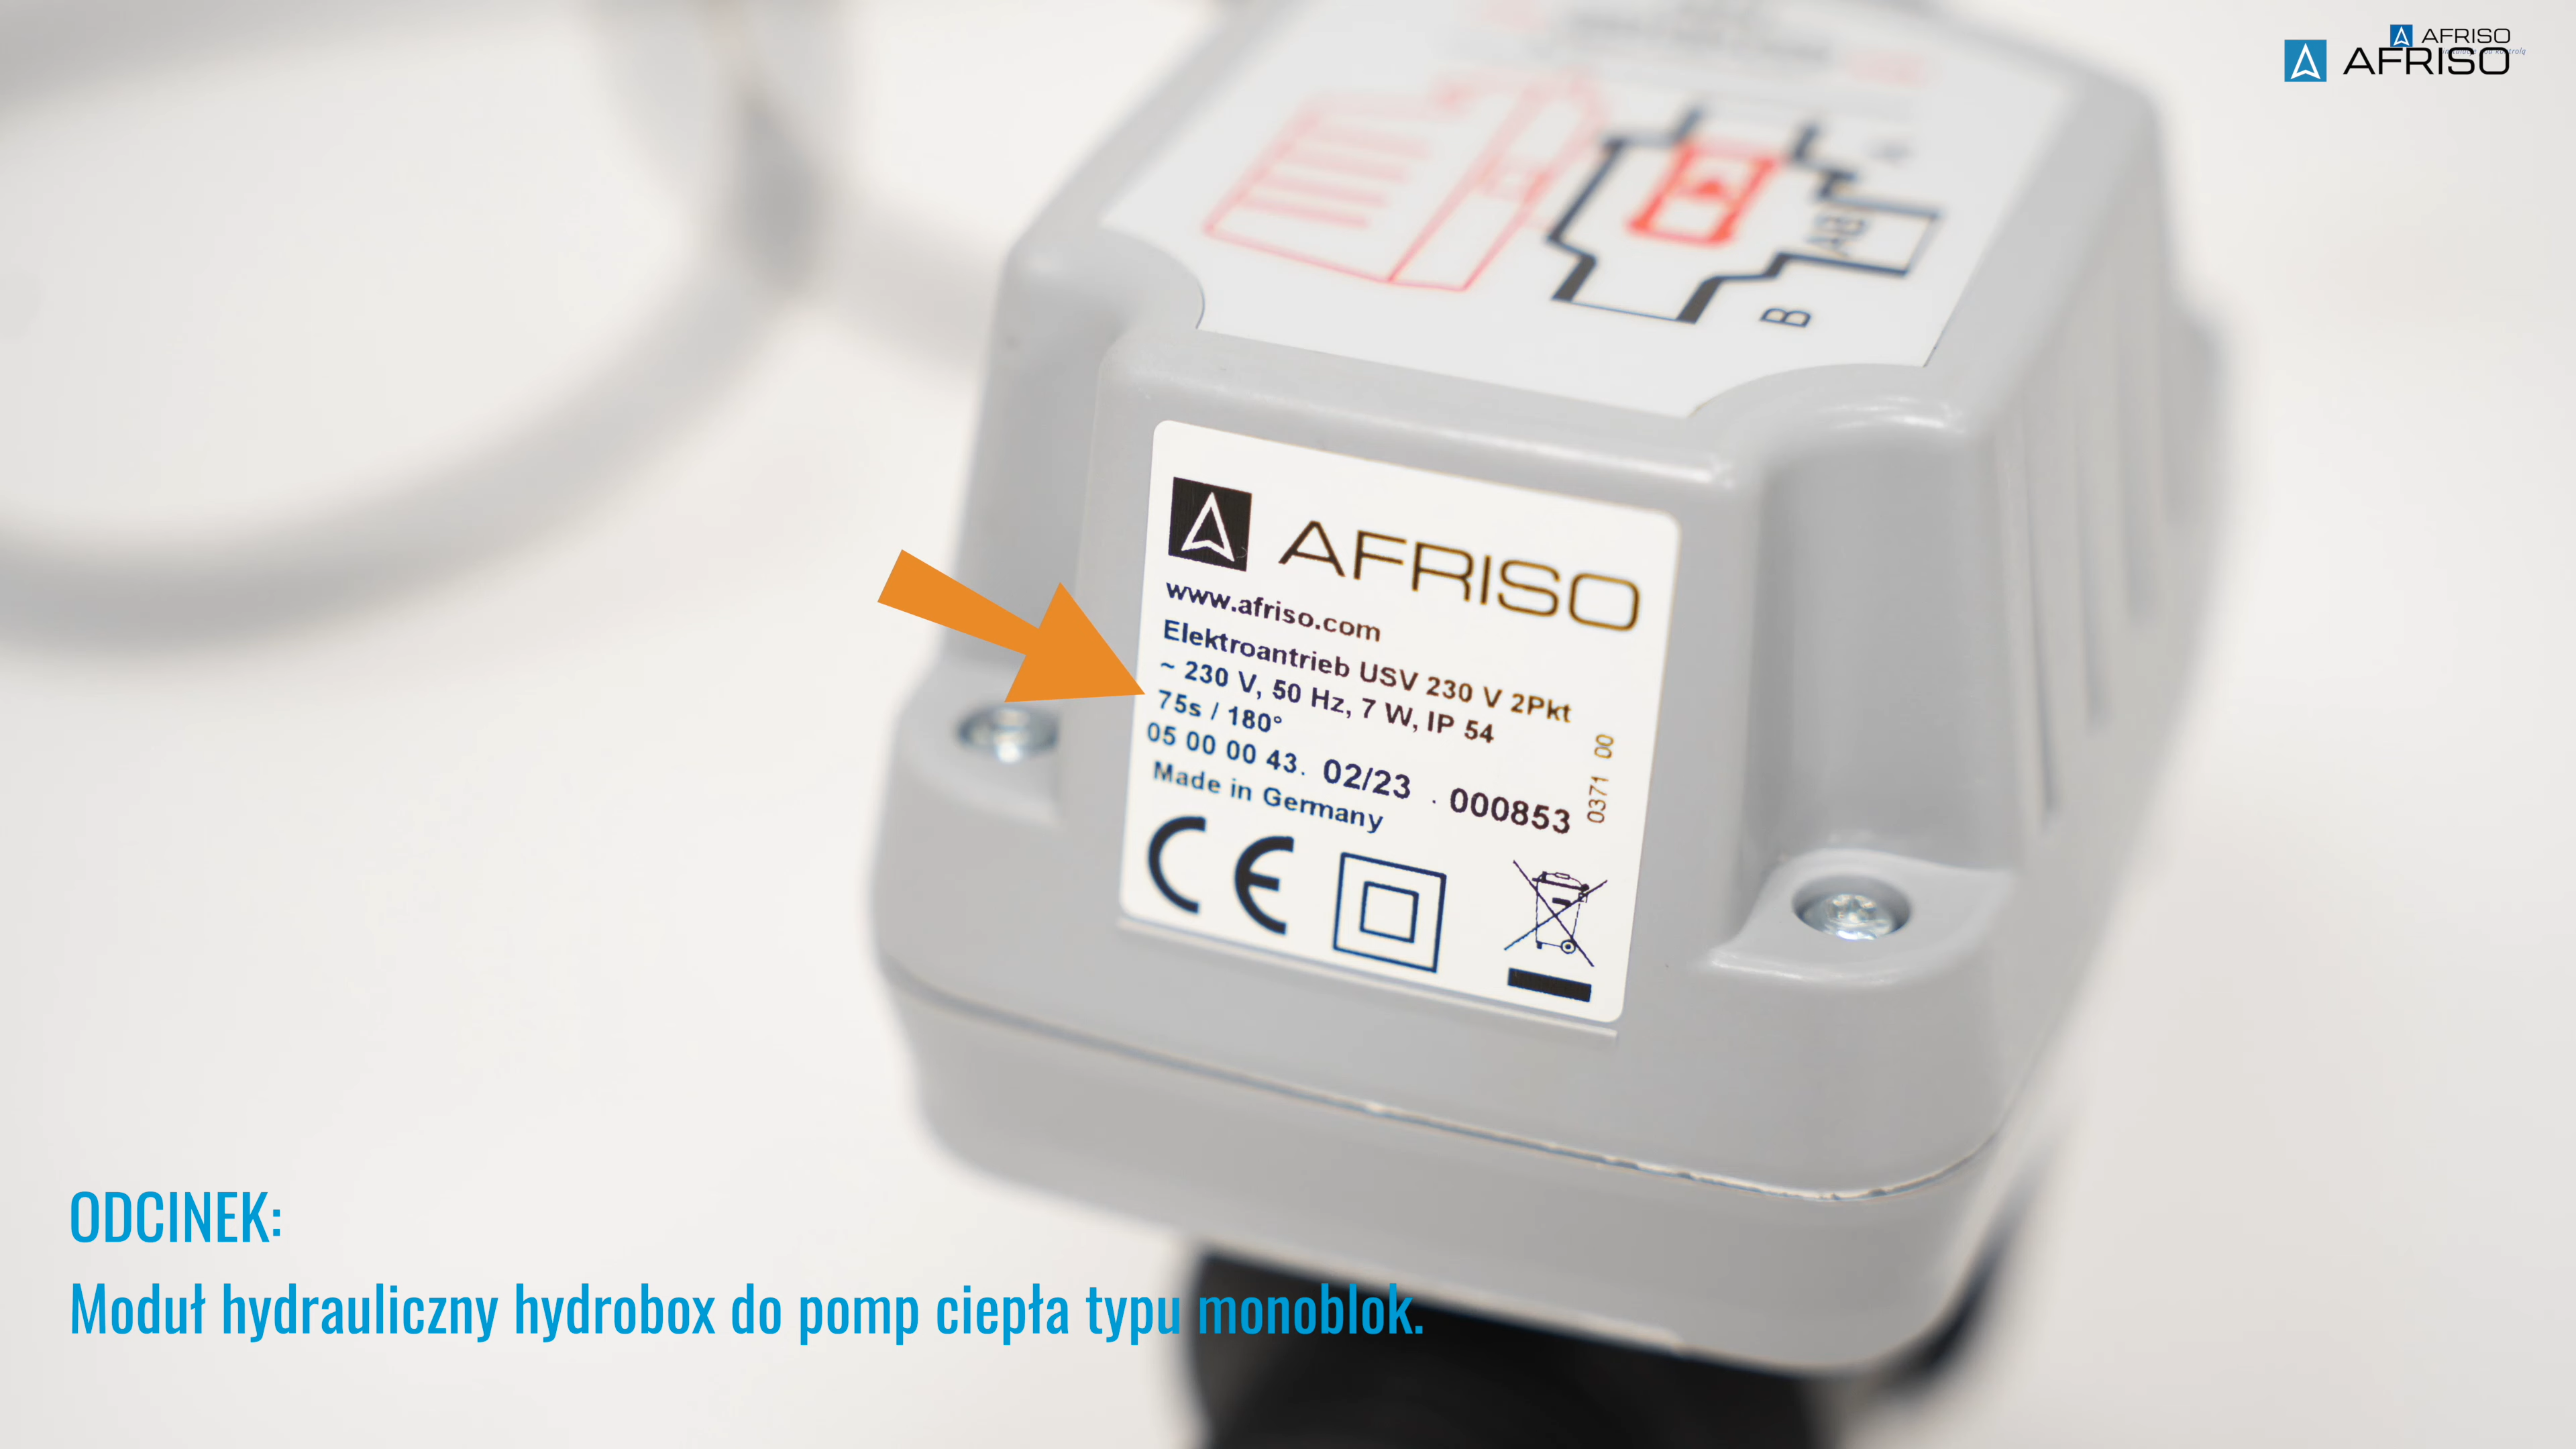 AFRISO
AFRISO
AB
B
AFRISO
www.afriso.com
Elektroantrieb USV 230 V 2Pkt
~ 230 V, 50 Hz, 7 W, IP 54
75s / 180°
05 00 00 43. 02/23 . 000853
0371 00
Made in Germany
CE
ODCINEK:
Moduł hydrauliczny hydrobox do pomp ciepła typu monoblok.